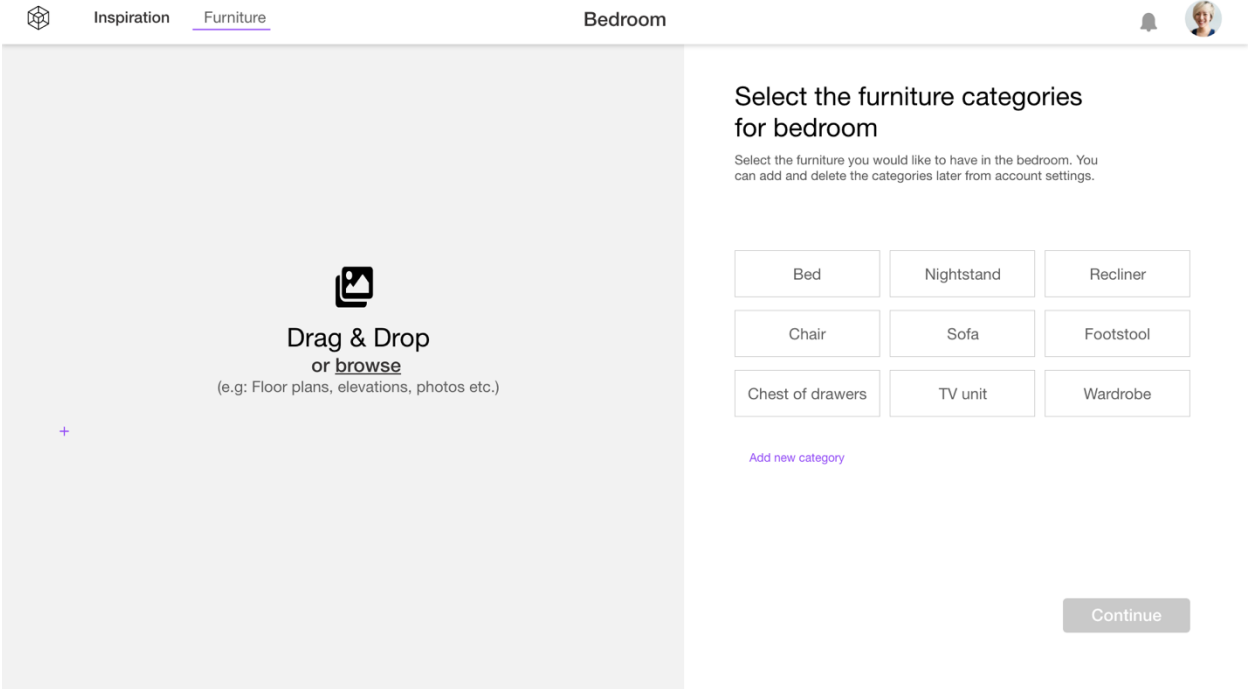 Inspiration
Furniture
Bedroom
Drag & Drop
or browse
(e.g: Floor plans, elevations, photos etc.)
+
Select the furniture categories
for bedroom
Select the furniture you would like to have in the bedroom. You
can add and delete the categories later from account settings.
Bed
Nightstand
Recliner
Chair
Sofa
Footstool
Chest of drawers
TV unit
Wardrobe
Add new category
Continue